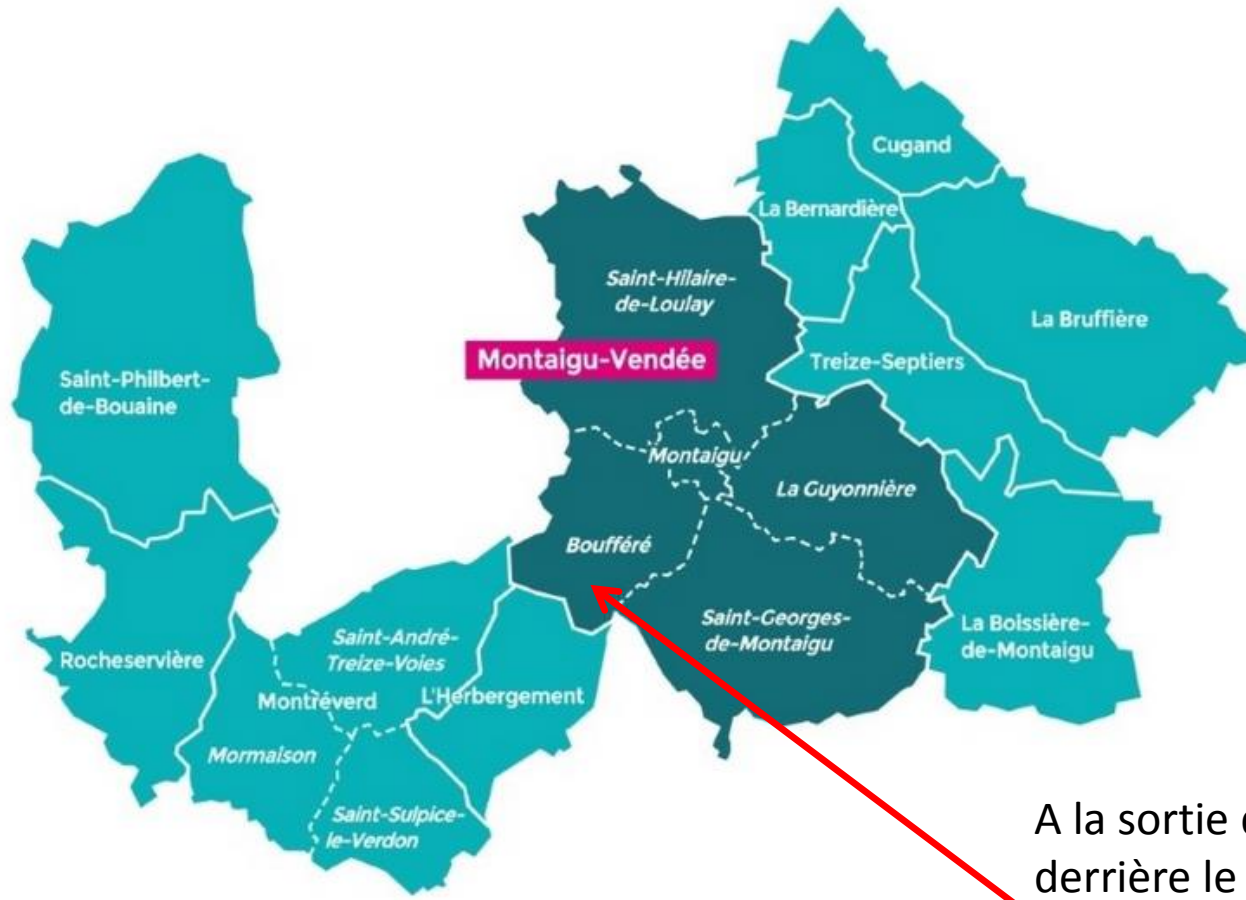 Cugand
La Bernardière
Saint-Hilaire-
de-Loulay
La Bruffière
Montaigu-Vendée
Treize-Septiers
Saint-Philbert-
de-Bouaine
Montaigu
La Guyonnière
Boufféré
Saint-Georges-
de-Montaigu
La Boissière-
de-Montaigu
Saint-André-
Treize-Voies
Rocheservière
Montréverd
L'Herbergement
Mormaison
Saint-Sulpice-
le-Verdon
A la sortie
derrière le